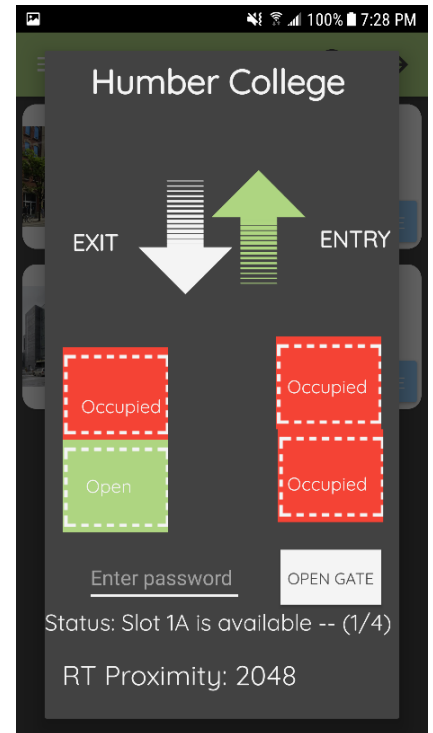 100% 7:28 PM
Humber College
EXIT
ENTRY
Occupied
Occupied
Open
Occupied
Enter password
OPEN GATE
Status: Slot 1A is available -- (1/4)
RT Proximity: 2048